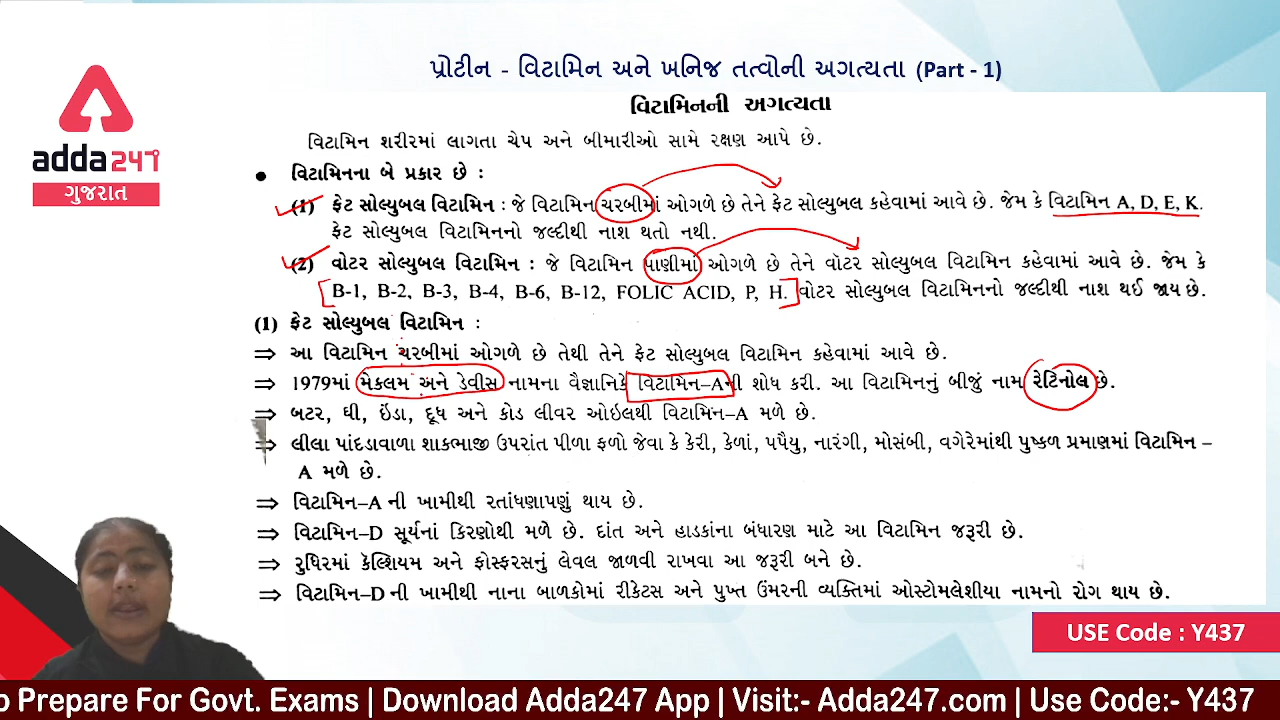 પ્રોટીન - વિટામિન અને ખનિજ તત્વોની અગત્યતા (Part - 1)
વિટામિનની અગત્યતા
adda247
ગુજરાત
વિટામિન શરીરમાં લાગતા ચેપ અને બીમારીઓ સામે રક્ષણ આપે છે.
● વિટામિનના બે પ્રકાર છે :
(1) ફેટ સોલ્યુબલ વિટામિન : જે વિટામિન ચરબીમાં ઓગળે છે તેને ફેટ સોલ્યુબલ કહેવામાં આવે છે. જેમ કે વિટામિન A, D, E, K.
ફેટ સોલ્યુબલ વિટામિનનો જલ્દીથી નાશ થતો નથી.
(2) વોટર સોલ્યુબલ વિટામિન : જે વિટામિન પાણીમાં ઓગળે છે તેને વૉટર સોલ્યુબલ વિટામિન કહેવામાં આવે છે. જેમ કે
B-1, B-2, B-3, B-4, B-6, B-12, FOLIC ACID, P, H. વોટર સોલ્યુબલ વિટામિનનો જલ્દીથી નાશ થઈ જાય છે.
(1) ફેટ સોલ્યુબલ વિટામિન :
⇒ આ વિટામિન ચરબીમાં ઓગળે છે તેથી તેને ફેટ સોલ્યુબલ વિટામિન કહેવામાં આવે છે.
⇒ 1979માં મેકલમ અને ડેવીસ નામના વૈજ્ઞાનિકે વિટામિન–Aની શોધ કરી. આ વિટામિનનું બીજું નામ રેટિનોલ છે.
⇒ બટર, ઘી, ઇંડા, દૂધ અને કોડ લીવર ઓઇલથી વિટામિન–A મળે છે.
⇒ લીલા પાંદડાવાળા શાકભાજી ઉપરાંત પીળા ફળો જેવા કે કેરી, કેળાં, પપૈયુ, નારંગી, મોસંબી, વગેરેમાંથી પુષ્કળ પ્રમાણમાં વિટામિન –
A મળે છે.
⇒ વિટામિન–A ની ખામીથી રતાંધણાપણું થાય છે.
⇒ વિટામિન–D સૂર્યનાં કિરણોથી મળે છે. દાંત અને હાડકાંના બંધારણ માટે આ વિટામિન જરૂરી છે.
⇒ રુધિરમાં કૅલ્શિયમ અને ફોસ્ફરસનું લેવલ જાળવી રાખવા આ જરૂરી બને છે.
⇒ વિટામિન–D ની ખામીથી નાના બાળકોમાં રીકેટસ અને પુખ્ત ઉંમરની વ્યક્તિમાં ઓસ્ટોમલેશીયા નામનો રોગ થાય છે.
USE Code : Y437
o Prepare For Govt. Exams | Download Adda247 App | Visit:- Adda247.com | Use Code:- Y437